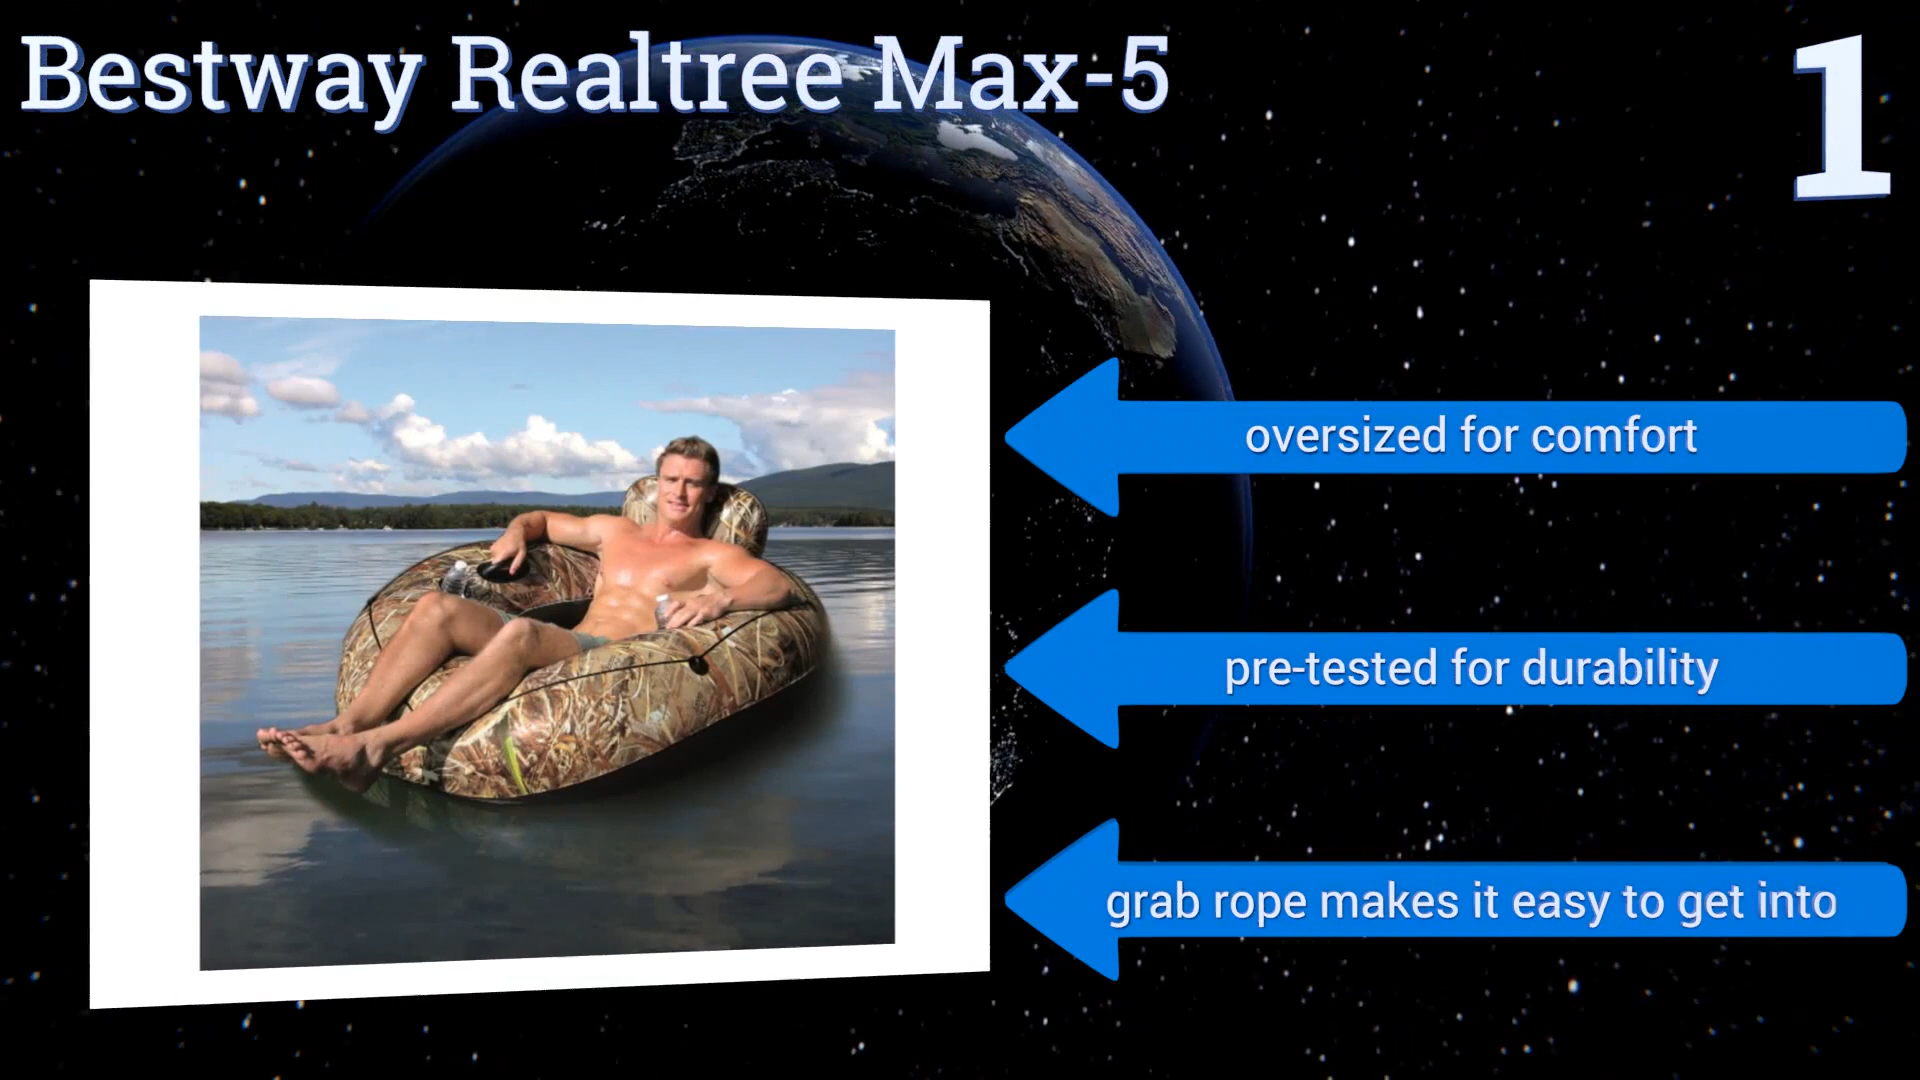 Bestway Realtree Max-5
1
oversized for comfort
pre-tested for durability
grab rope makes it easy to get into